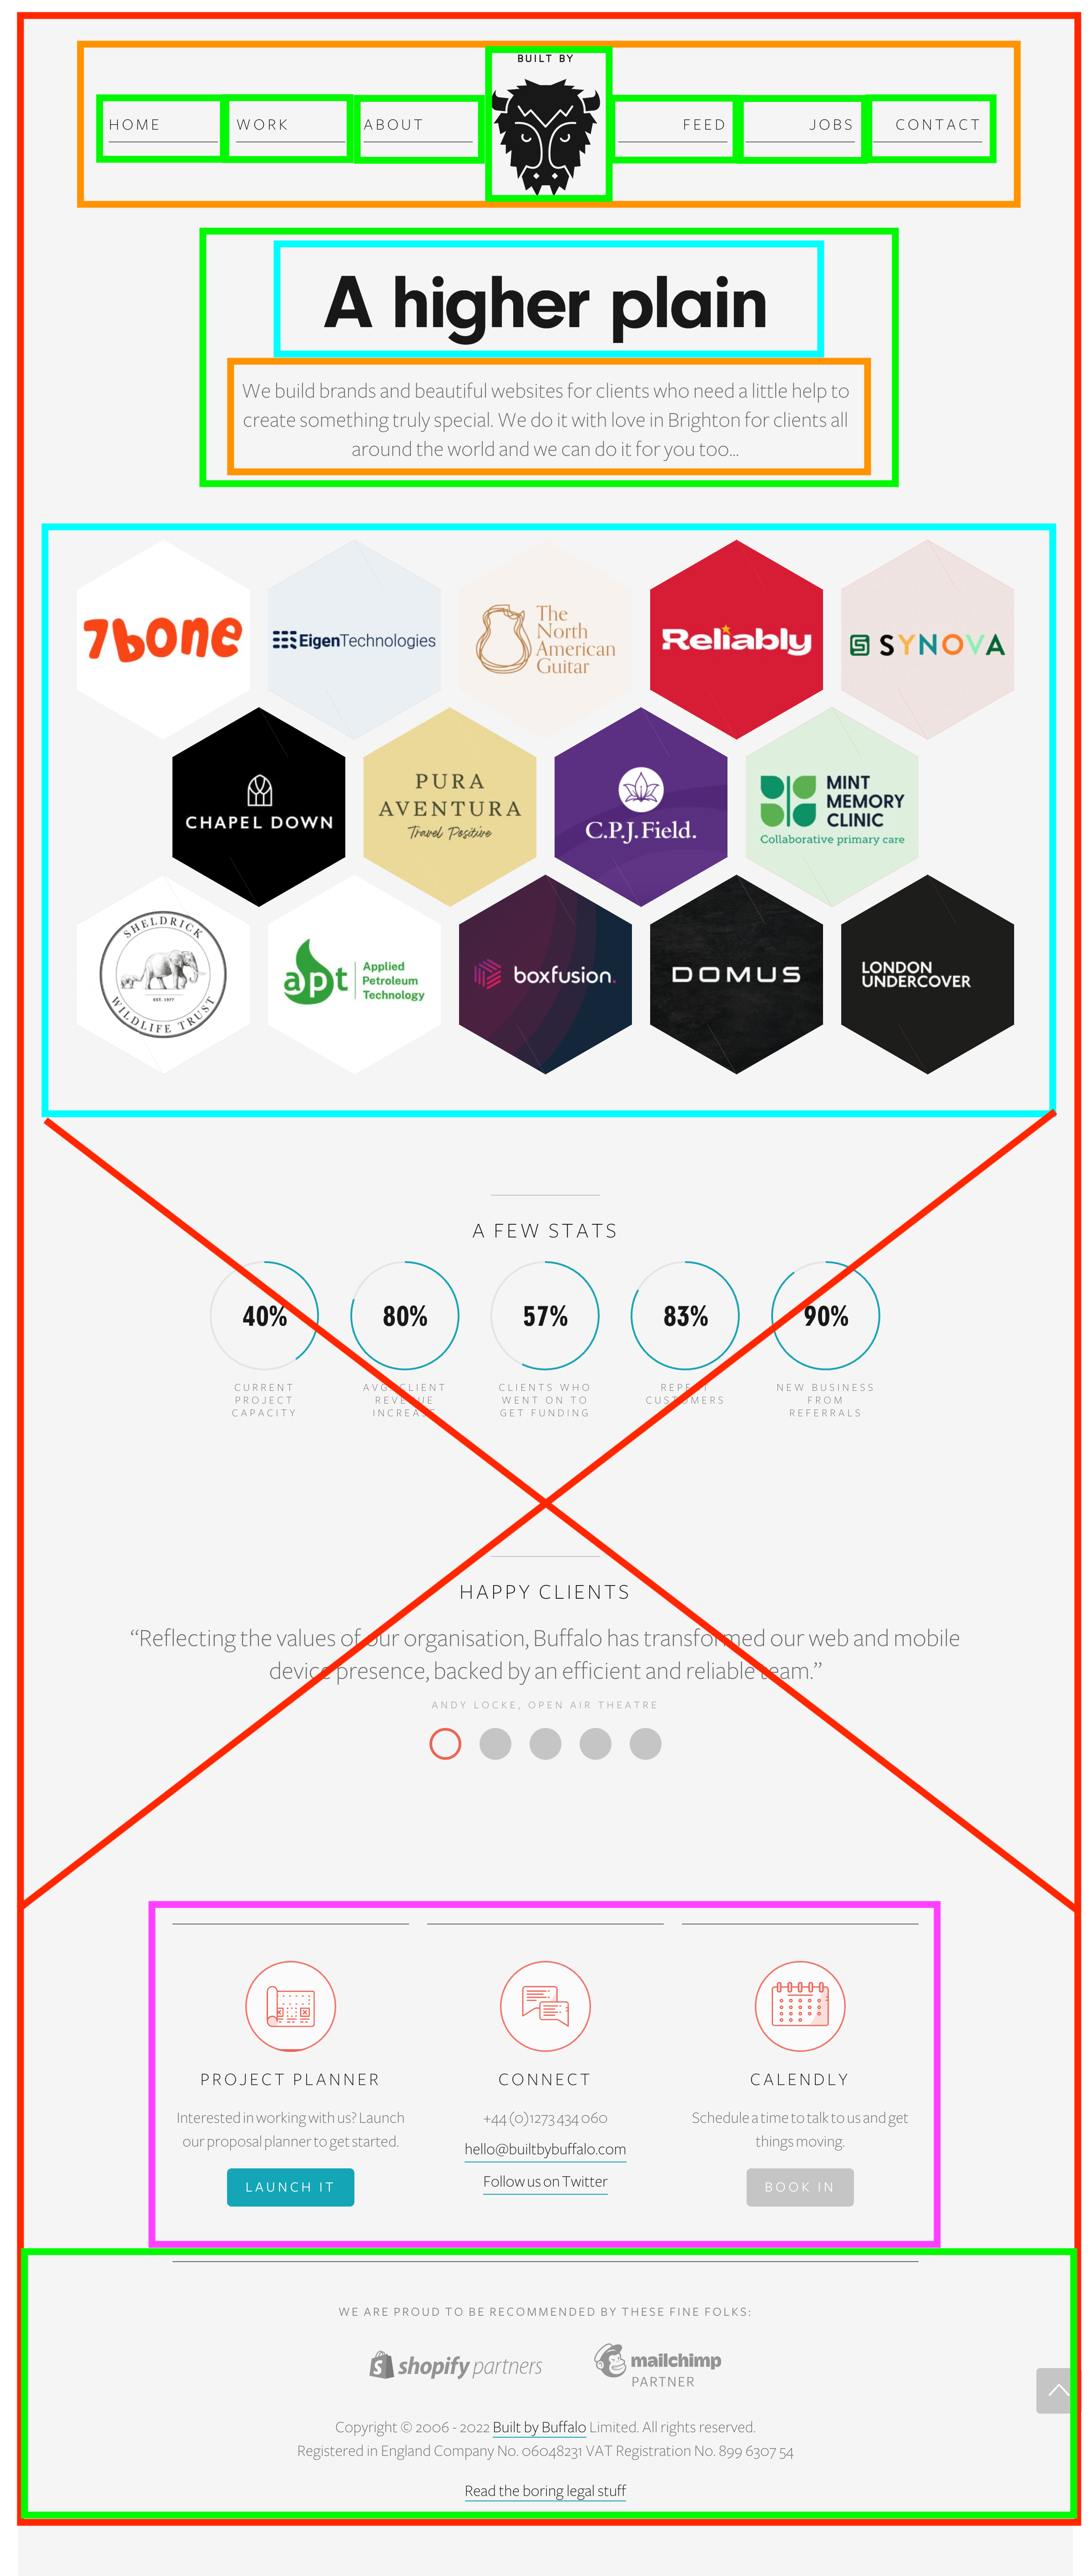 BUILT BY
HOME WORK ABOUT FEED JOBS CONTACT
A higher plain
We build brands and beautiful websites for clients who need a little help to
create something truly special. We do it with love in Brighton for clients all
around the world and we can do it for you too...
7bone
EigenTechnologies
The
North
American
Guitar
Reliably
SYNOVA
CHAPEL DOWN
PURA
AVENTURA
Travel Positive
C.P.J. Field.
MINT
MEMORY
CLINIC
Collaborative primary care
SHELDRICK
EST. 1977
WILDLIFE TRUST
apt
Applied
Petroleum
Technology
boxfusion.
DOMUS
LONDON
UNDERCOVER
A FEW STATS
40% 80% 57% 83% 90%
CURRENT
PROJECT
CAPACITY
AVG. CLIENT
REVENUE
INCREASE
CLIENTS WHO
WENT ON TO
GET FUNDING
REPEAT
CUSTOMERS
NEW BUSINESS
FROM
REFERRALS
HAPPY CLIENTS
“Reflecting the values of our organisation, Buffalo has transformed our web and mobile
device presence, backed by an efficient and reliable team.”
ANDY LOCKE, OPEN AIR THEATRE
PROJECT PLANNER
Interested in working with us? Launch
our proposal planner to get started.
LAUNCH IT
CONNECT
+44 (0)1273 434 060
hello@builtbybuffalo.com
Follow us on Twitter
CALENDLY
Schedule a time to talk to us and get
things moving.
BOOK IN
WE ARE PROUD TO BE RECOMMENDED BY THESE FINE FOLKS:
shopify partners
mailchimp
PARTNER
Copyright © 2006 - 2022 Built by Buffalo Limited. All rights reserved.
Registered in England Company No. 06048231 VAT Registration No. 899 6307 54
Read the boring legal stuff